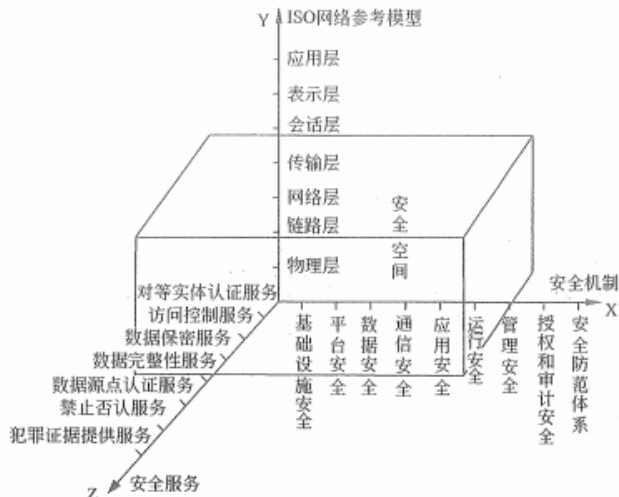 Y ISO网络参考模型
应用层
表示层
会话层
传输层
网络层
链路层
物理层
安全空间
对等实体认证服务
访问控制服务
数据保密服务
数据完整性服务
数据源点认证服务
禁止否认服务
犯罪证据提供服务
Z 安全服务
安全机制
X
基础设施安全
平台安全
数据安全
通信安全
应用安全
运行安全
管理安全
授权和审计安全
安全防范体系